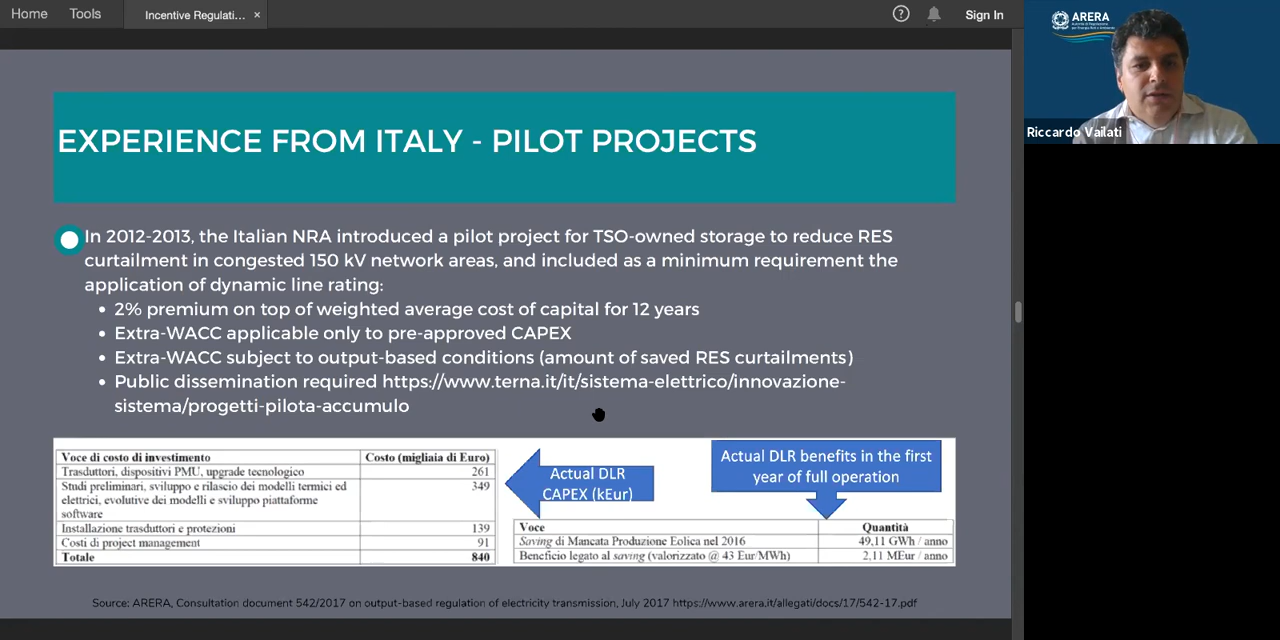 Home Tools Incentive Regulati... × ? Sign In
ARERA
Riccardo Vailati
EXPERIENCE FROM ITALY - PILOT PROJECTS
In 2012-2013, the Italian NRA introduced a pilot project for TSO-owned storage to reduce RES
curtailment in congested 150 kV network areas, and included as a minimum requirement the
application of dynamic line rating:
• 2% premium on top of weighted average cost of capital for 12 years
• Extra-WACC applicable only to pre-approved CAPEX
• Extra-WACC subject to output-based conditions (amount of saved RES curtailments)
• Public dissemination required https://www.terna.it/it/sistema-elettrico/innovazione-
sistema/progetti-pilota-accumulo
Voce di costo di investimento Costo (migliaia di Euro)
Trasduttori, dispositivi PMU, upgrade tecnologico 261
Studi preliminari, sviluppo e rilascio dei modelli termici ed 349
elettrici, evolutive dei modelli e sviluppo piattaforme
software
Installazione trasduttori e protezioni 139
Costi di project management 91
Totale 840
Actual DLR
CAPEX (kEur)
Actual DLR benefits in the first
year of full operation
Voce Quantità
Saving di Mancata Produzione Eolica nel 2016 49,11 GWh / anno
Beneficio legato al saving (valorizzato @ 43 Eur/MWh) 2,11 MEur / anno
Source: ARERA, Consultation document 542/2017 on output-based regulation of electricity transmission, July 2017 https://www.arera.it/allegati/docs/17/542-17.pdf